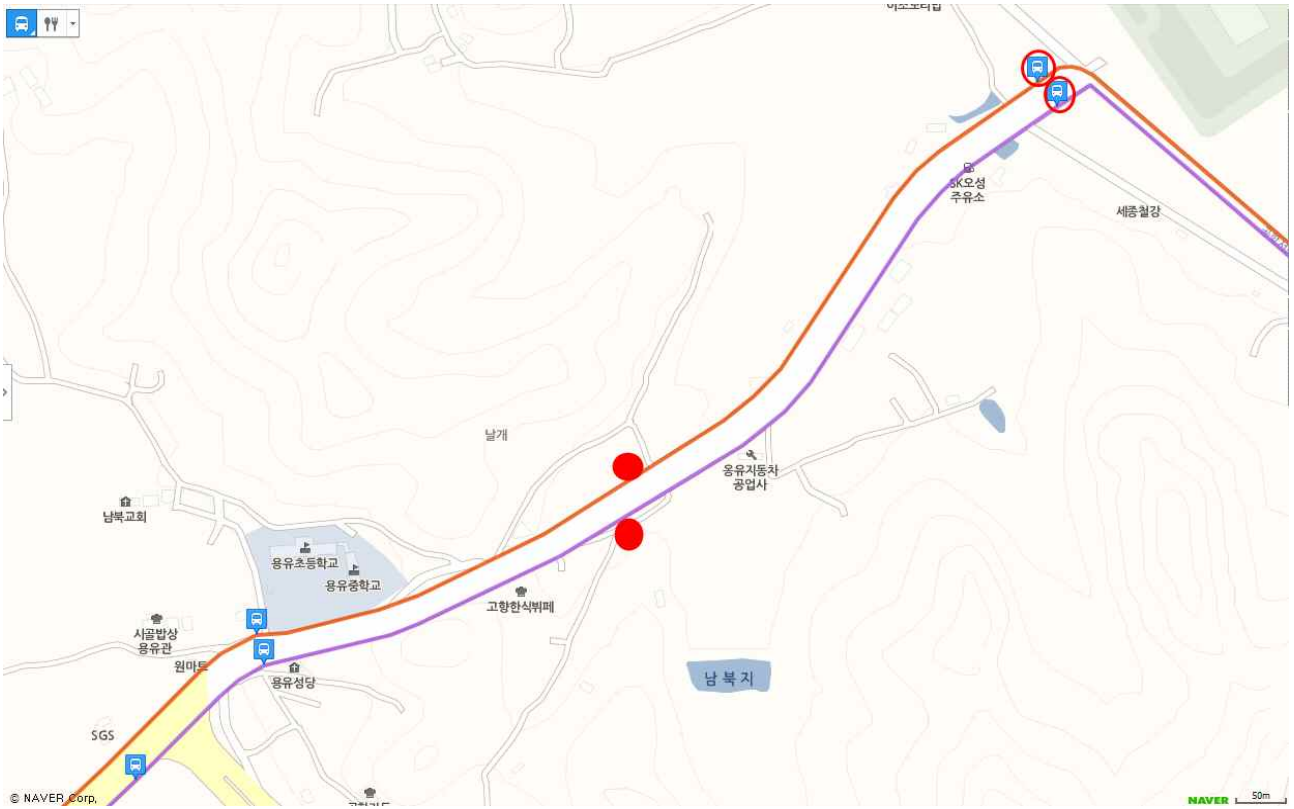 SK오성
주유소
세종철강
날개
용유자동차
공업사
남북교회
용유초등학교
용유중학교
고향한식뷔페
시골밥상
용유관
원마트
용유성당
남북지
SGS
© NAVER Corp.
NAVER
50m